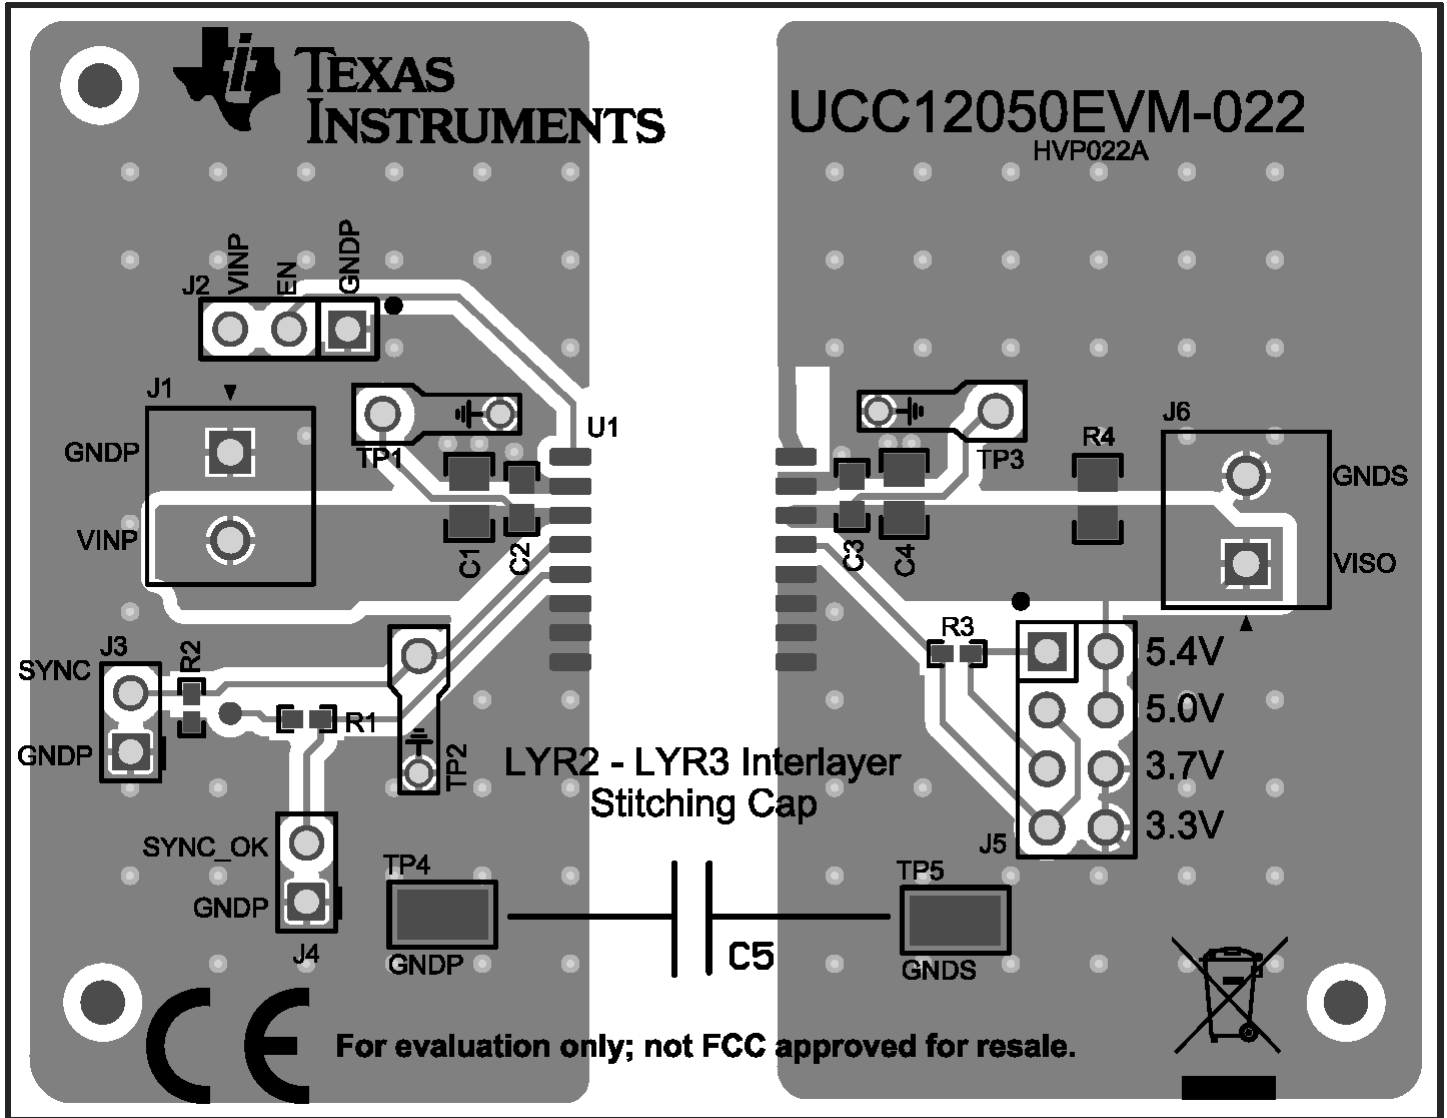 TEXAS
INSTRUMENTS
UCC12050EVM-022
HVP022A
J2
VINP
EN
GNDP
J1
GNDP
VINP
TP1
U1
C1
C2
TP3
C3
C4
R4
J6
GNDS
VISO
J3
SYNC
GNDP
R2
R1
TP2
R3
5.4V
5.0V
3.7V
3.3V
J5
LYR2 - LYR3 Interlayer
Stitching Cap
SYNC_OK
GNDP
J4
TP4
GNDP
C5
TP5
GNDS
CE
For evaluation only; not FCC approved for resale.